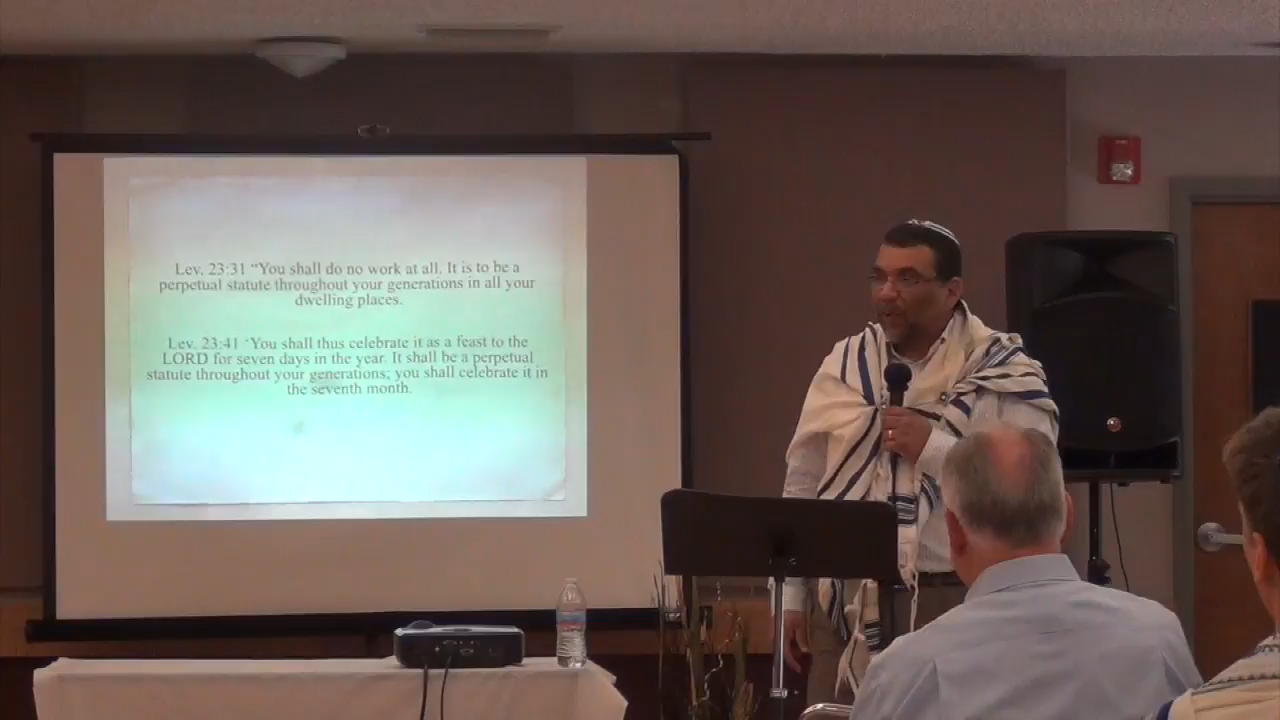 Lev. 23:31 “You shall do no work at all. It is to be a
perpetual statute throughout your generations in all your
dwelling places.
Lev. 23:41 ‘You shall thus celebrate it as a feast to the
LORD for seven days in the year. It shall be a perpetual
statute throughout your generations; you shall celebrate it in
the seventh month.